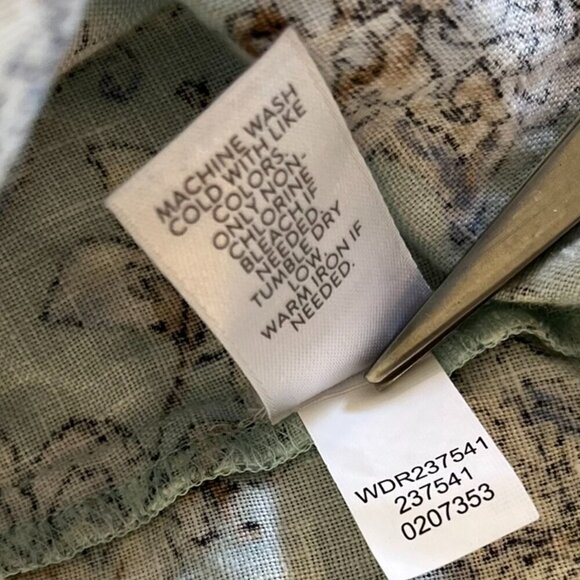 MACHINE WASH
COLD WITH LIKE
COLORS.
ONLY NON-
CHLORINE
BLEACH IF
NEEDED.
TUMBLE DRY
LOW.
WARM IRON IF
NEEDED.
WDR237541
237541
0207353